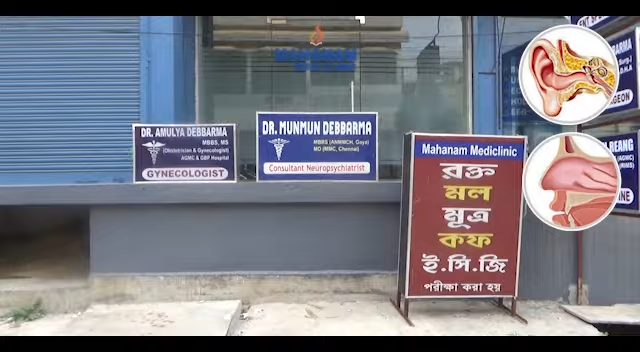 DR. AMULYA DEBBARMA
MBBS, MS
(Obstetrician & Gynecologist)
AGMC & GBP Hospital
GYNECOLOGIST
DR. MUNMUN DEBBARMA
MBBS (ANMMCH, Gaya)
MD (MMC, Chennai)
Consultant Neuropsychiatrist
Mahanam Mediclinic
রক্ত
মল
মূত্র
কফ
ই.সি.জি
পরীক্ষা করা হয়